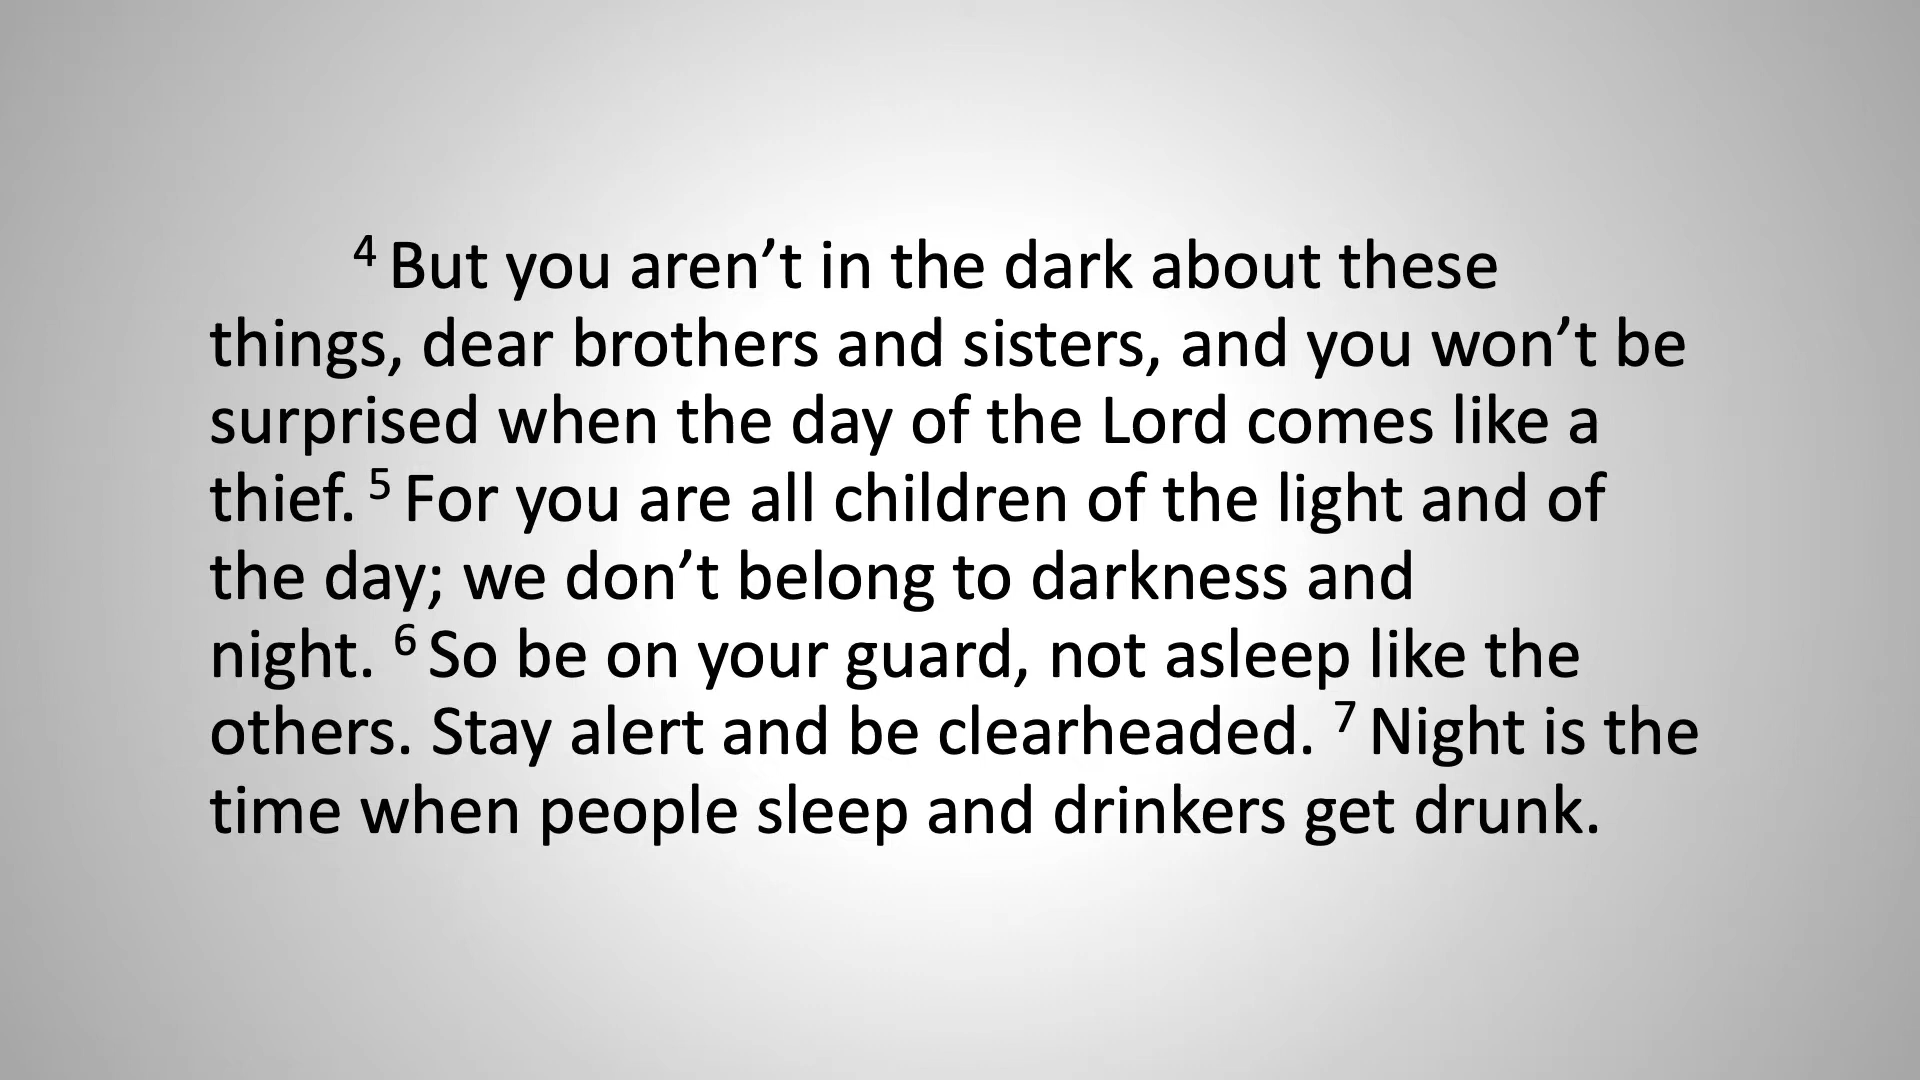 4 But you aren’t in the dark about these
things, dear brothers and sisters, and you won’t be
surprised when the day of the Lord comes like a
thief. 5 For you are all children of the light and of
the day; we don’t belong to darkness and
night. 6 So be on your guard, not asleep like the
others. Stay alert and be clearheaded. 7 Night is the
time when people sleep and drinkers get drunk.